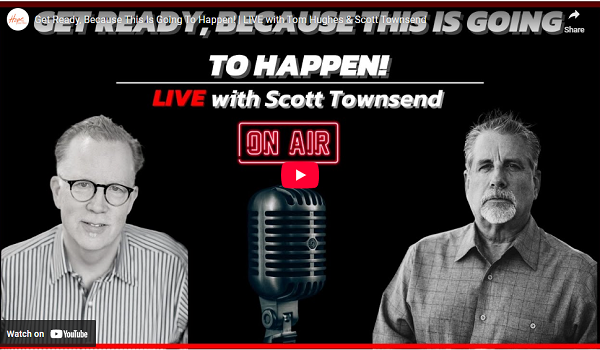 Get Ready, Because This Is Going To Happen! | LIVE with Tom Hughes & Scott Townsend
GET READY, BECAUSE THIS IS GOING
Share
TO HAPPEN!
LIVE with Scott Townsend
ON AIR
Watch on YouTube